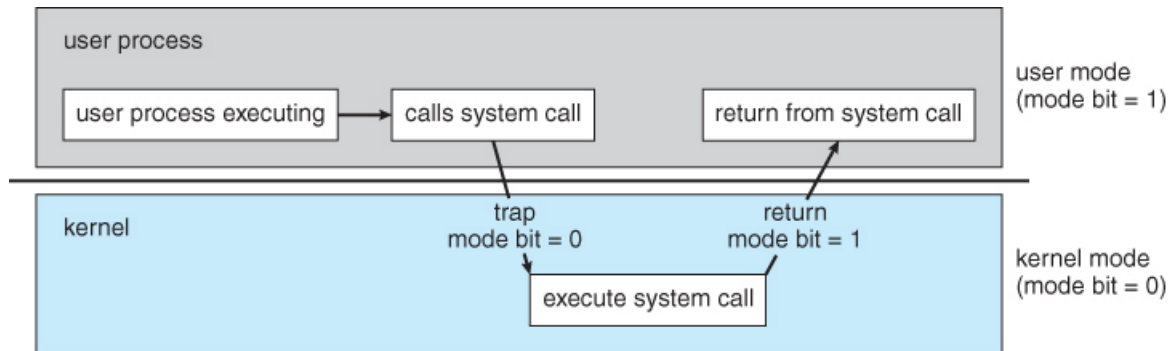 user process
user process executing
calls system call
return from system call
user mode
(mode bit = 1)
kernel
trap
mode bit = 0
return
mode bit = 1
execute system call
kernel mode
(mode bit = 0)